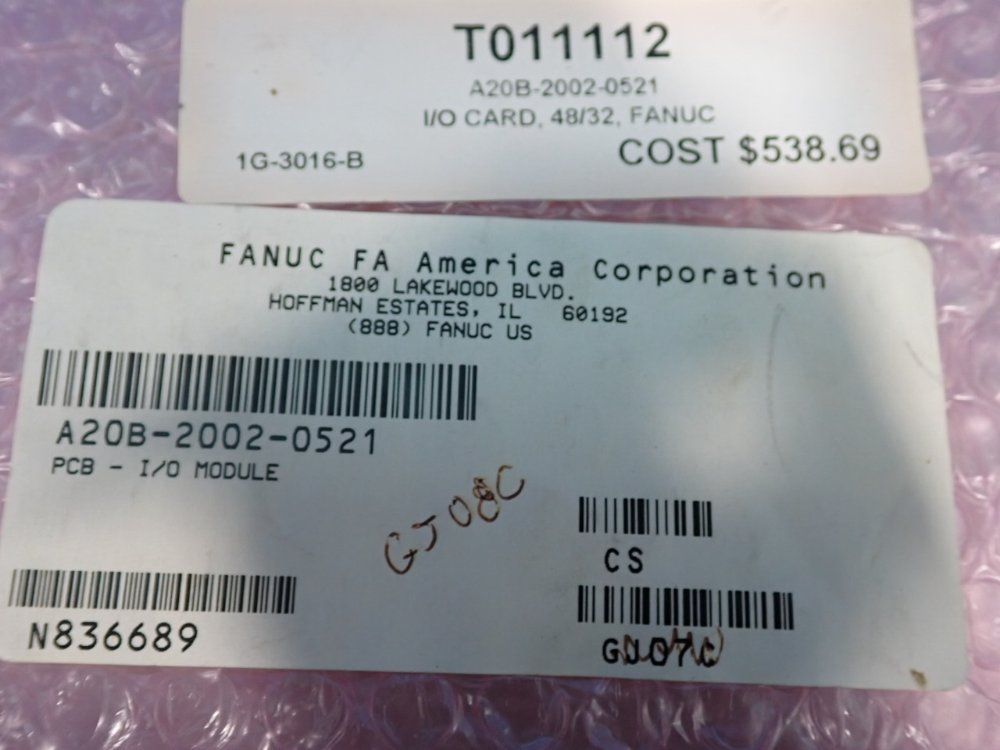 T011112
A20B-2002-0521
I/O CARD, 48/32, FANUC
1G-3016-B COST $538.69
FANUC FA America Corporation
1800 LAKEWOOD BLVD.
HOFFMAN ESTATES, IL 60192
(888) FANUC US
A20B-2002-0521
PCB - I/O MODULE
GJ08C
CS
N836689